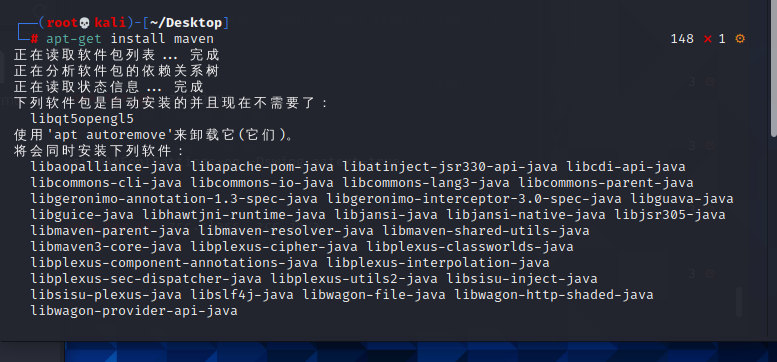 ┌──(root💀kali)-[~/Desktop]
└─# apt-get install maven 148 ⨯ 1 ⚙
正在读取软件包列表... 完成
正在分析软件包的依赖关系树
正在读取状态信息... 完成
下列软件包是自动安装的并且现在不需要了：
libqt5opengl5
使用'apt autoremove'来卸载它(它们)。
将会同时安装下列软件：
libaopalliance-java libapache-pom-java libatinject-jsr330-api-java libcdi-api-java
libcommons-cli-java libcommons-io-java libcommons-lang3-java libcommons-parent-java
libgeronimo-annotation-1.3-spec-java libgeronimo-interceptor-3.0-spec-java libguava-java
libguice-java libhawtjni-runtime-java libjansi-java libjansi-native-java libjsr305-java
libmaven-parent-java libmaven-resolver-java libmaven-shared-utils-java
libmaven3-core-java libplexus-cipher-java libplexus-classworlds-java
libplexus-component-annotations-java libplexus-interpolation-java
libplexus-sec-dispatcher-java libplexus-utils2-java libsisu-inject-java
libsisu-plexus-java libslf4j-java libwagon-file-java libwagon-http-shaded-java
libwagon-provider-api-java